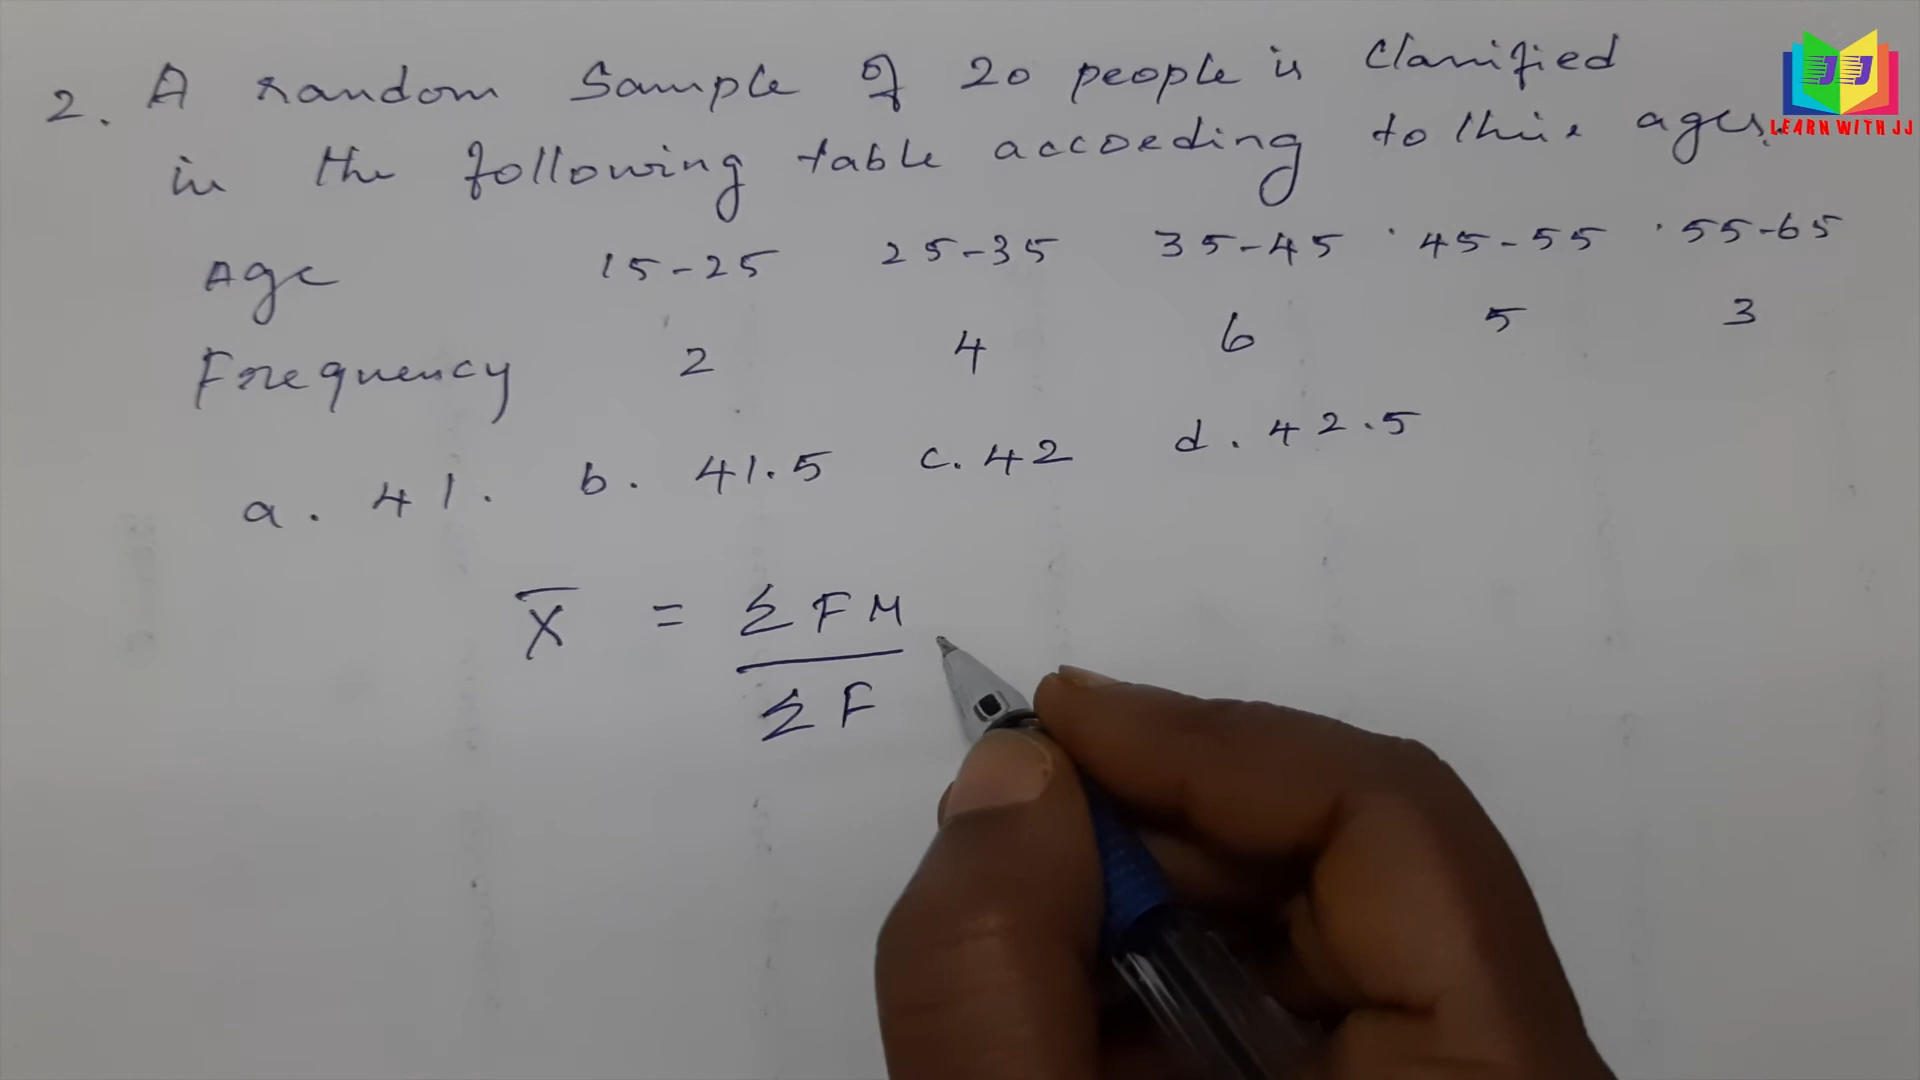 2. A random Sample of 20 people is Classified
in the following table according to their ages.
Age 15-25 25-35 35-45 45-55 55-65
Frequency 2 4 6 5 3
a. 41. b. 41.5 c. 42 d. 42.5
X̅ = ΣFM
ΣF
JJ
LEARN WITH JJ